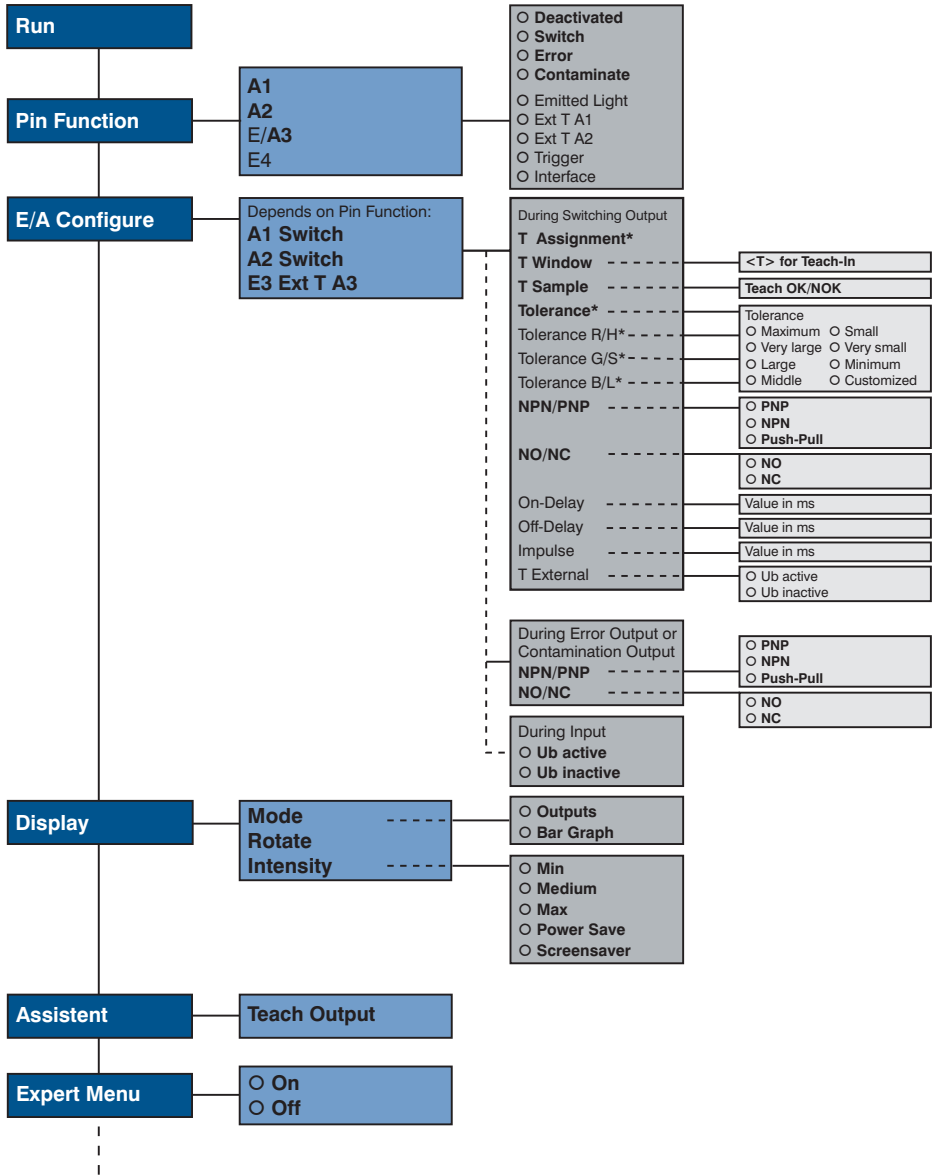 Run
Pin Function
A1
A2
E/A3
E4
O Deactivated
O Switch
O Error
O Contaminate
O Emitted Light
O Ext T A1
O Ext T A2
O Trigger
O Interface
E/A Configure
Depends on Pin Function:
A1 Switch
A2 Switch
E3 Ext T A3
During Switching Output
T Assignment*
T Window
<T> for Teach-In
T Sample
Teach OK/NOK
Tolerance*
Tolerance R/H*
Tolerance G/S*
Tolerance B/L*
Tolerance
O Maximum O Small
O Very large O Very small
O Large O Minimum
O Middle O Customized
NPN/PNP
O PNP
O NPN
O Push-Pull
NO/NC
O NO
O NC
On-Delay
Value in ms
Off-Delay
Value in ms
Impulse
Value in ms
T External
O Ub active
O Ub inactive
During Error Output or
Contamination Output
NPN/PNP
NO/NC
O PNP
O NPN
O Push-Pull
O NO
O NC
During Input
O Ub active
O Ub inactive
Display
Mode
Rotate
Intensity
O Outputs
O Bar Graph
O Min
O Medium
O Max
O Power Save
O Screensaver
Assistent
Teach Output
Expert Menu
O On
O Off